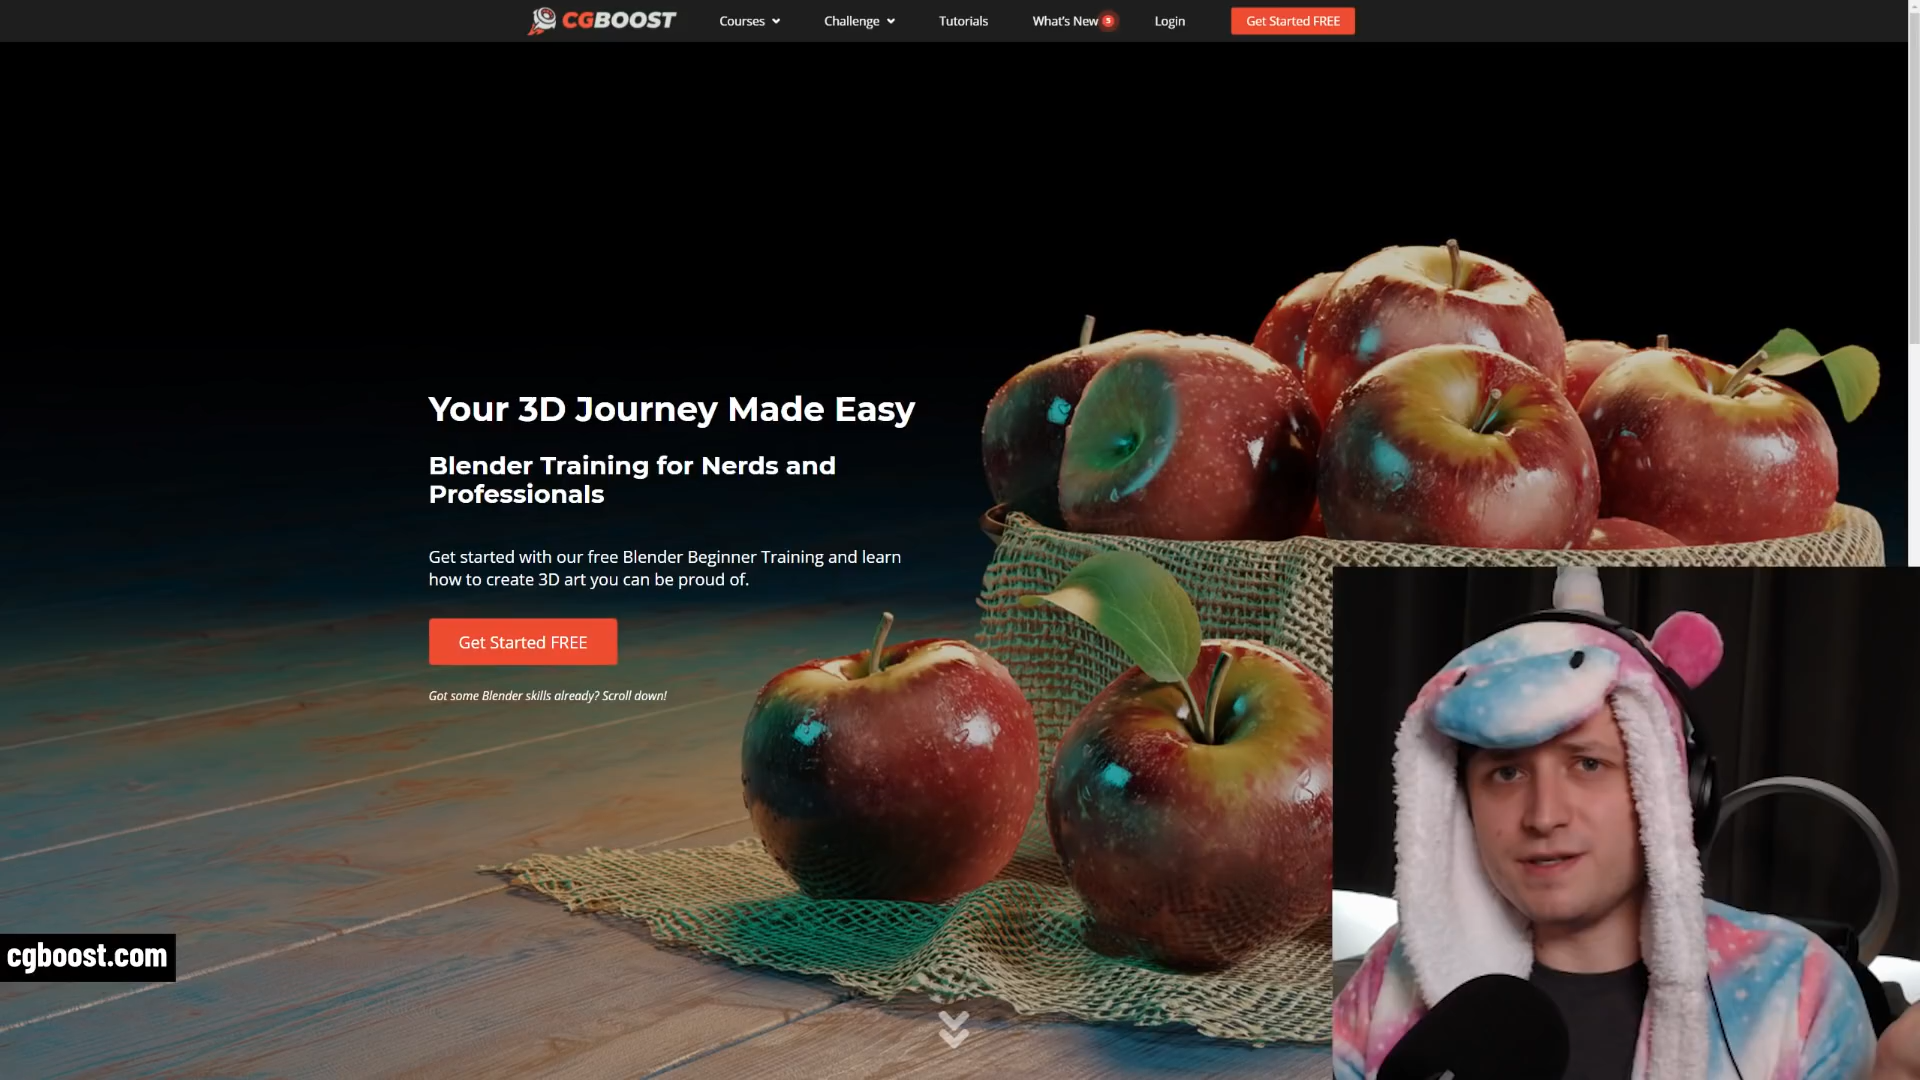 CGBOOST
Courses
Challenge
Tutorials
What's New 3
Login
Get Started FREE
Your 3D Journey Made Easy
Blender Training for Nerds and
Professionals
Get started with our free Blender Beginner Training and learn
how to create 3D art you can be proud of.
Get Started FREE
Got some Blender skills already? Scroll down!
cgboost.com